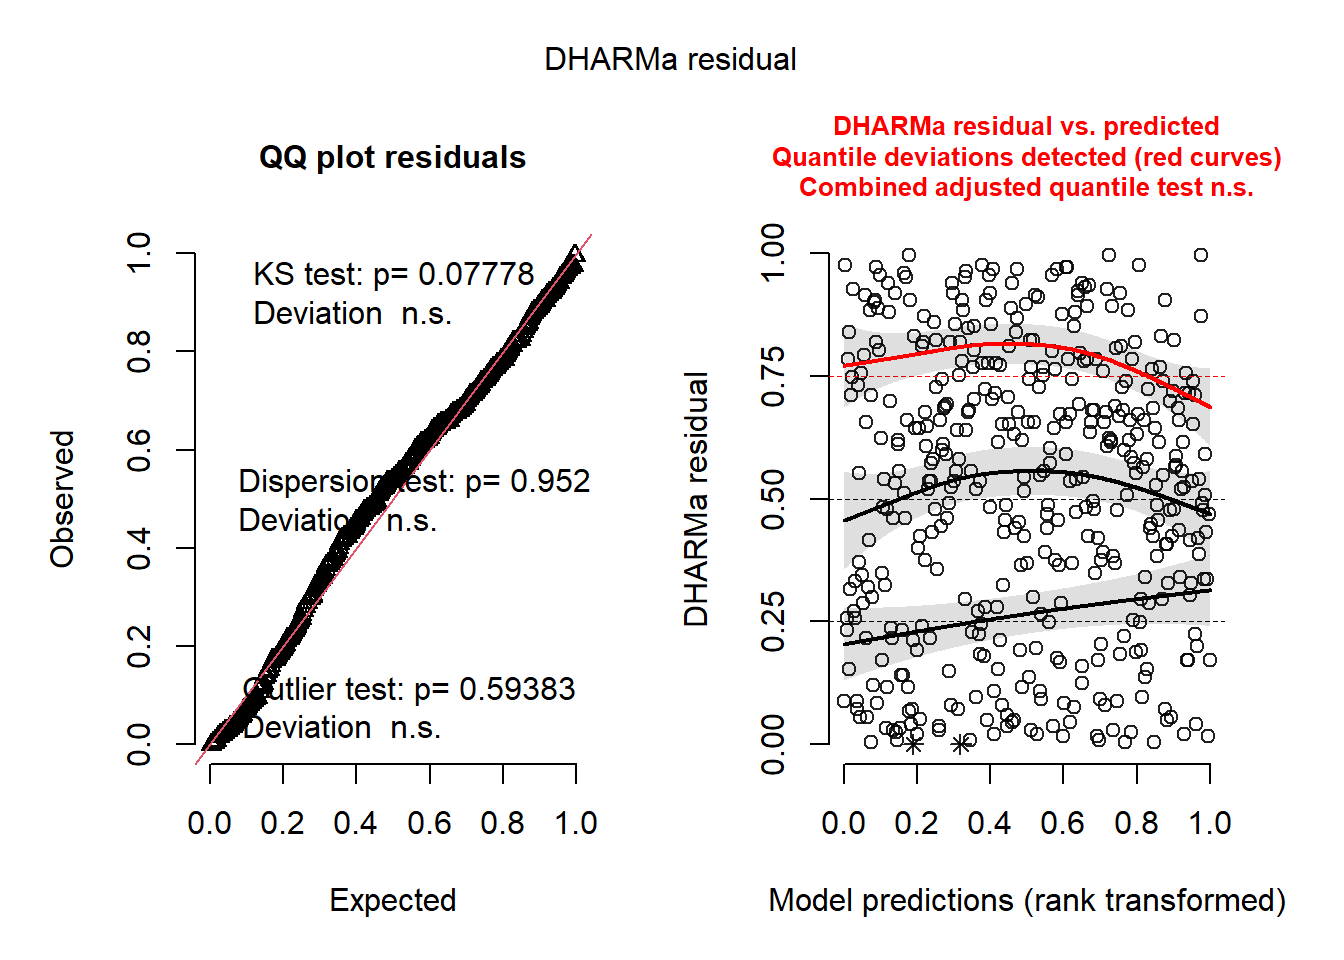 DHARMa residual
QQ plot residuals
KS test: p= 0.07778
Deviation  n.s.
Dispersion test: p= 0.952
Deviation  n.s.
Outlier test: p= 0.59383
Deviation  n.s.
Observed
0.0 0.2 0.4 0.6 0.8 1.0
0.0 0.2 0.4 0.6 0.8 1.0
Expected
DHARMa residual vs. predicted
Quantile deviations detected (red curves)
Combined adjusted quantile test n.s.
DHARMa residual
0.00 0.25 0.50 0.75 1.00
0.0 0.2 0.4 0.6 0.8 1.0
Model predictions (rank transformed)